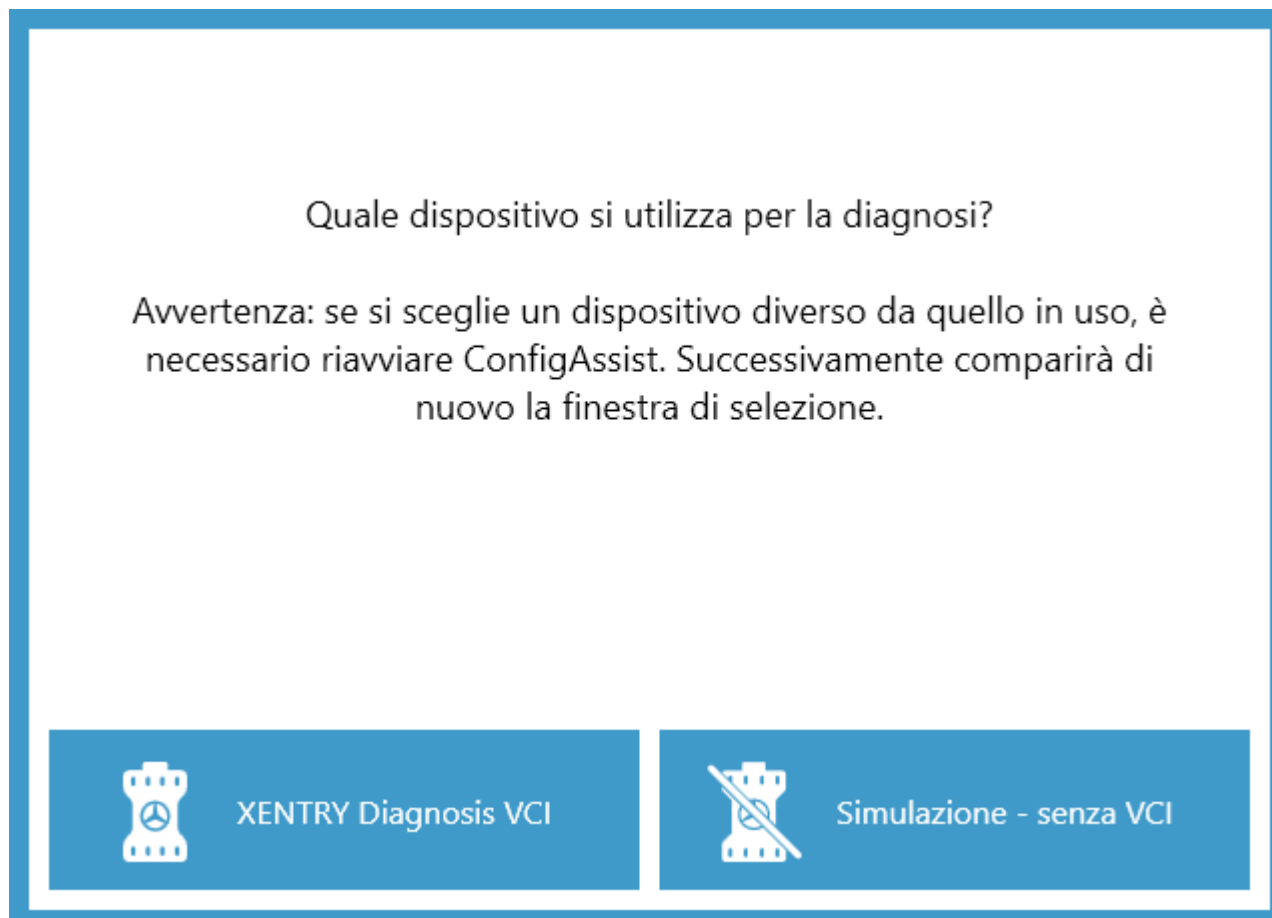 Quale dispositivo si utilizza per la diagnosi?
Avvertenza: se si sceglie un dispositivo diverso da quello in uso, è
necessario riavviare ConfigAssist. Successivamente comparirà di
nuovo la finestra di selezione.
XENTRY Diagnosis VCI
Simulazione - senza VCI